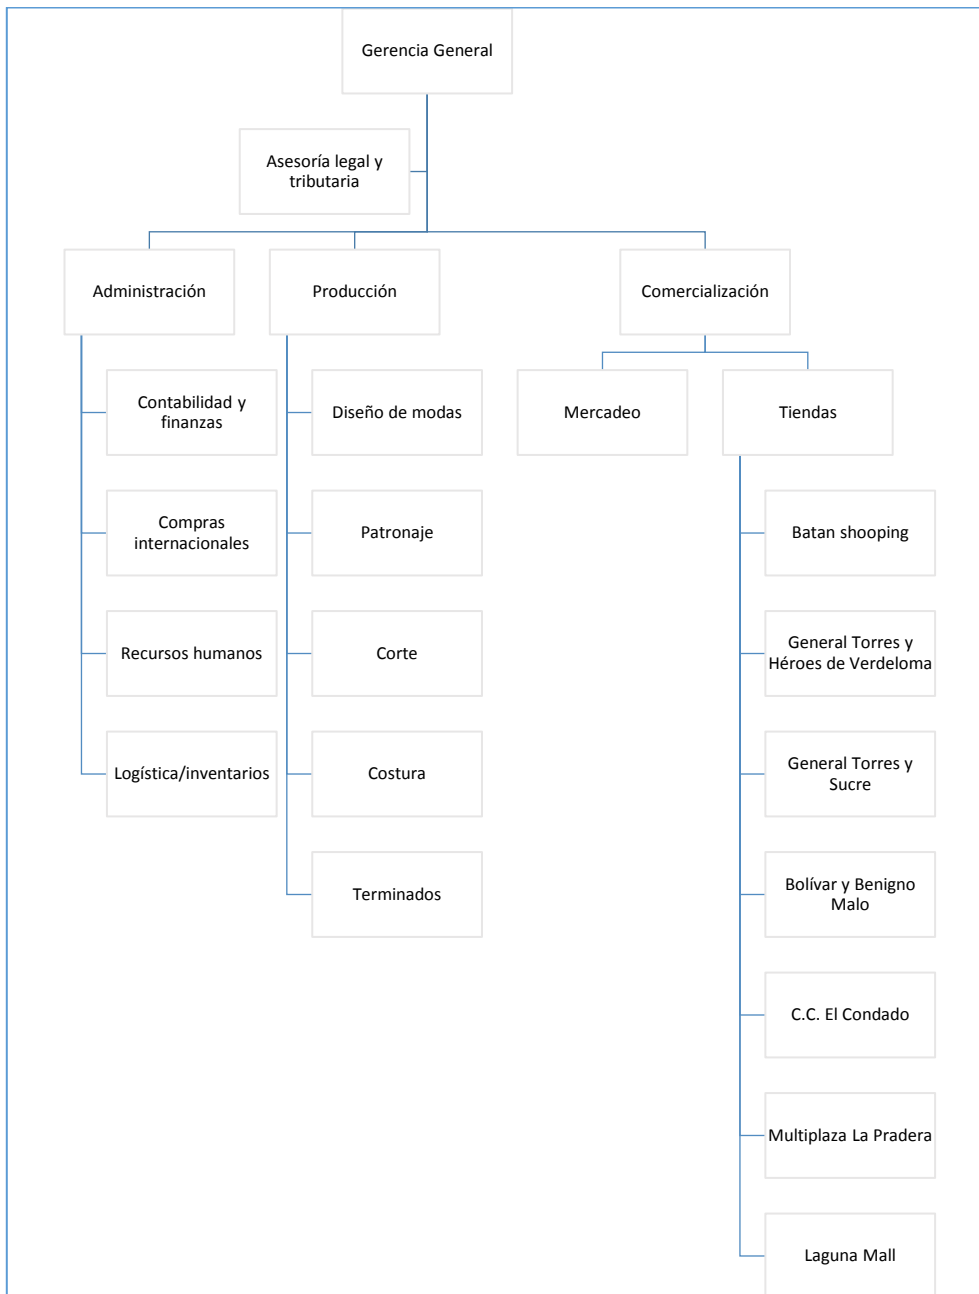 Gerencia General
Asesoría legal y
tributaria
Administración
Producción
Comercialización
Contabilidad y
finanzas
Diseño de modas
Mercadeo
Tiendas
Compras
internacionales
Patronaje
Batan shooping
Recursos humanos
Corte
General Torres y
Héroes de Verdeloma
Logística/inventarios
Costura
General Torres y
Sucre
Terminados
Bolívar y Benigno
Malo
C.C. El Condado
Multiplaza La Pradera
Laguna Mall